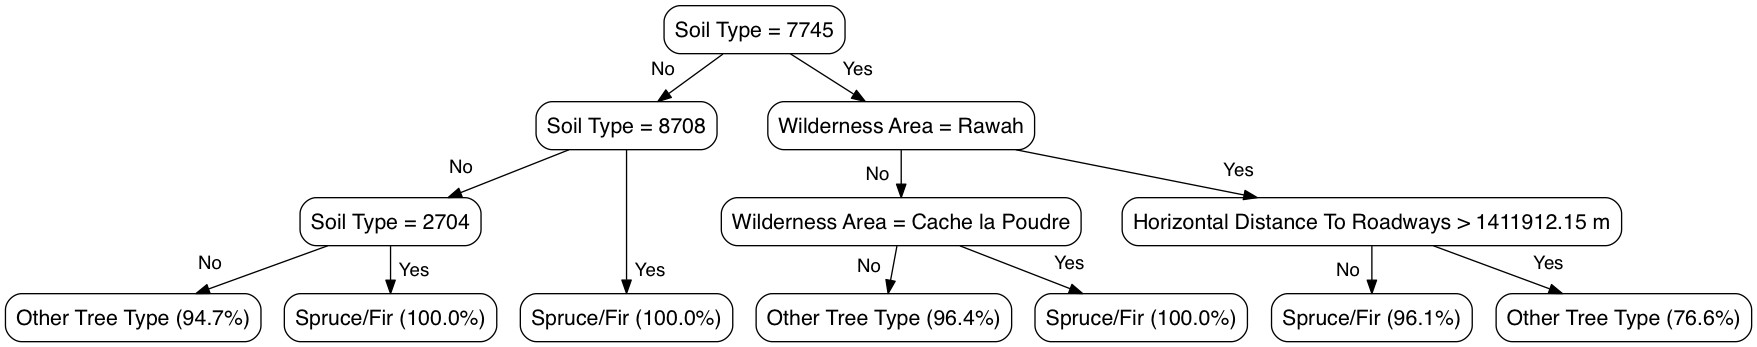 Soil Type = 7745
No
Yes
Soil Type = 8708
Wilderness Area = Rawah
No
Yes
No
Yes
Soil Type = 2704
Wilderness Area = Cache la Poudre
Horizontal Distance To Roadways > 1411912.15 m
No
Yes
Yes
No
Yes
No
Yes
Other Tree Type (94.7%)
Spruce/Fir (100.0%)
Spruce/Fir (100.0%)
Other Tree Type (96.4%)
Spruce/Fir (100.0%)
Spruce/Fir (96.1%)
Other Tree Type (76.6%)